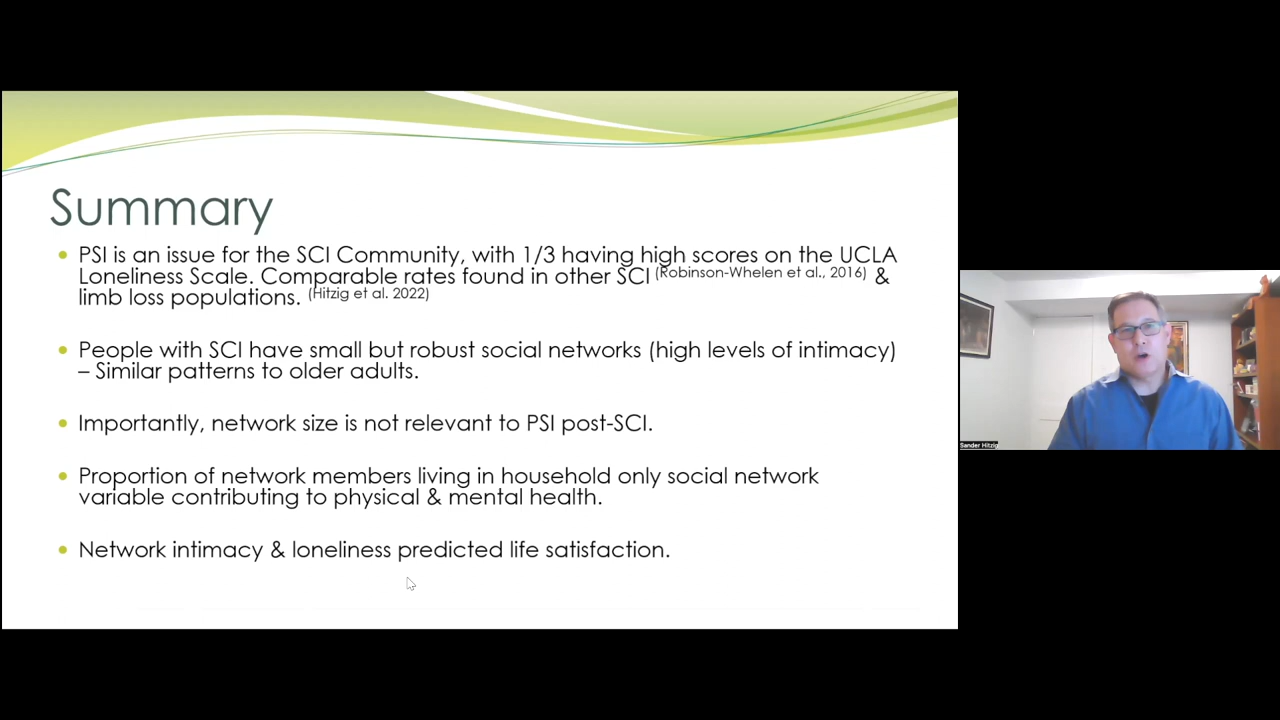 Summary
• PSI is an issue for the SCI Community, with 1/3 having high scores on the UCLA
Loneliness Scale. Comparable rates found in other SCI (Robinson-Whelen et al., 2016) &
limb loss populations. (Hitzig et al. 2022)
• People with SCI have small but robust social networks (high levels of intimacy)
– Similar patterns to older adults.
• Importantly, network size is not relevant to PSI post-SCI.
• Proportion of network members living in household only social network
variable contributing to physical & mental health.
• Network intimacy & loneliness predicted life satisfaction.
Sander Hitzig